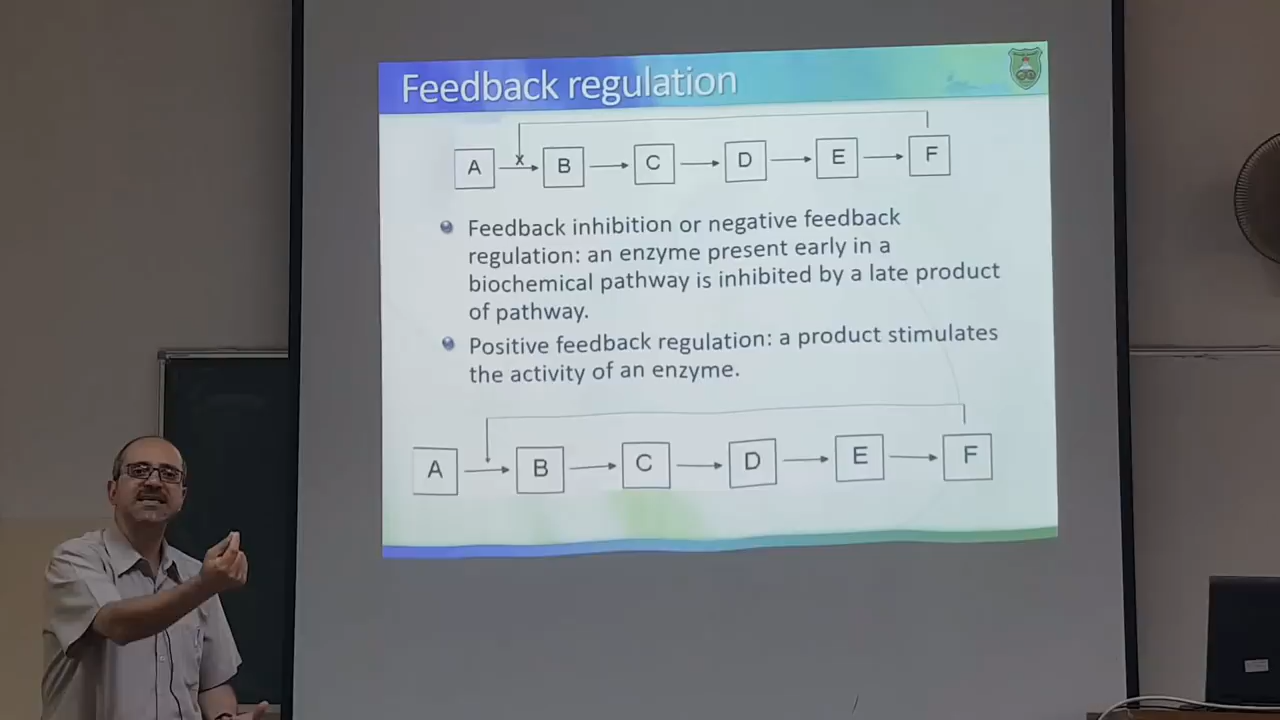 Feedback regulation
A x B C D E F
Feedback inhibition or negative feedback
regulation: an enzyme present early in a
biochemical pathway is inhibited by a late product
of pathway.
Positive feedback regulation: a product stimulates
the activity of an enzyme.
A B C D E F